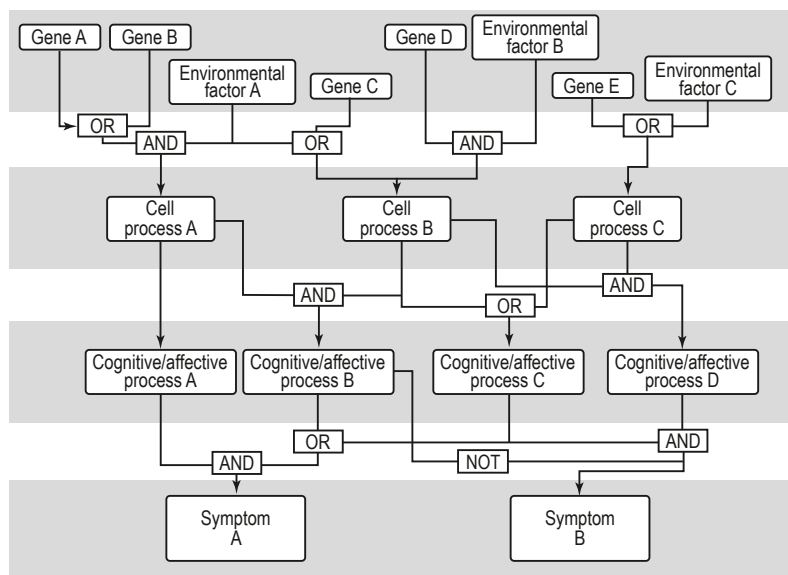 Gene A
Gene B
Gene D
Environmental
factor B
Environmental
factor A
Gene C
Gene E
Environmental
factor C
OR
AND
OR
AND
OR
Cell
process A
Cell
process B
Cell
process C
AND
OR
AND
Cognitive/affective
process A
Cognitive/affective
process B
Cognitive/affective
process C
Cognitive/affective
process D
OR
AND
AND
NOT
Symptom
A
Symptom
B